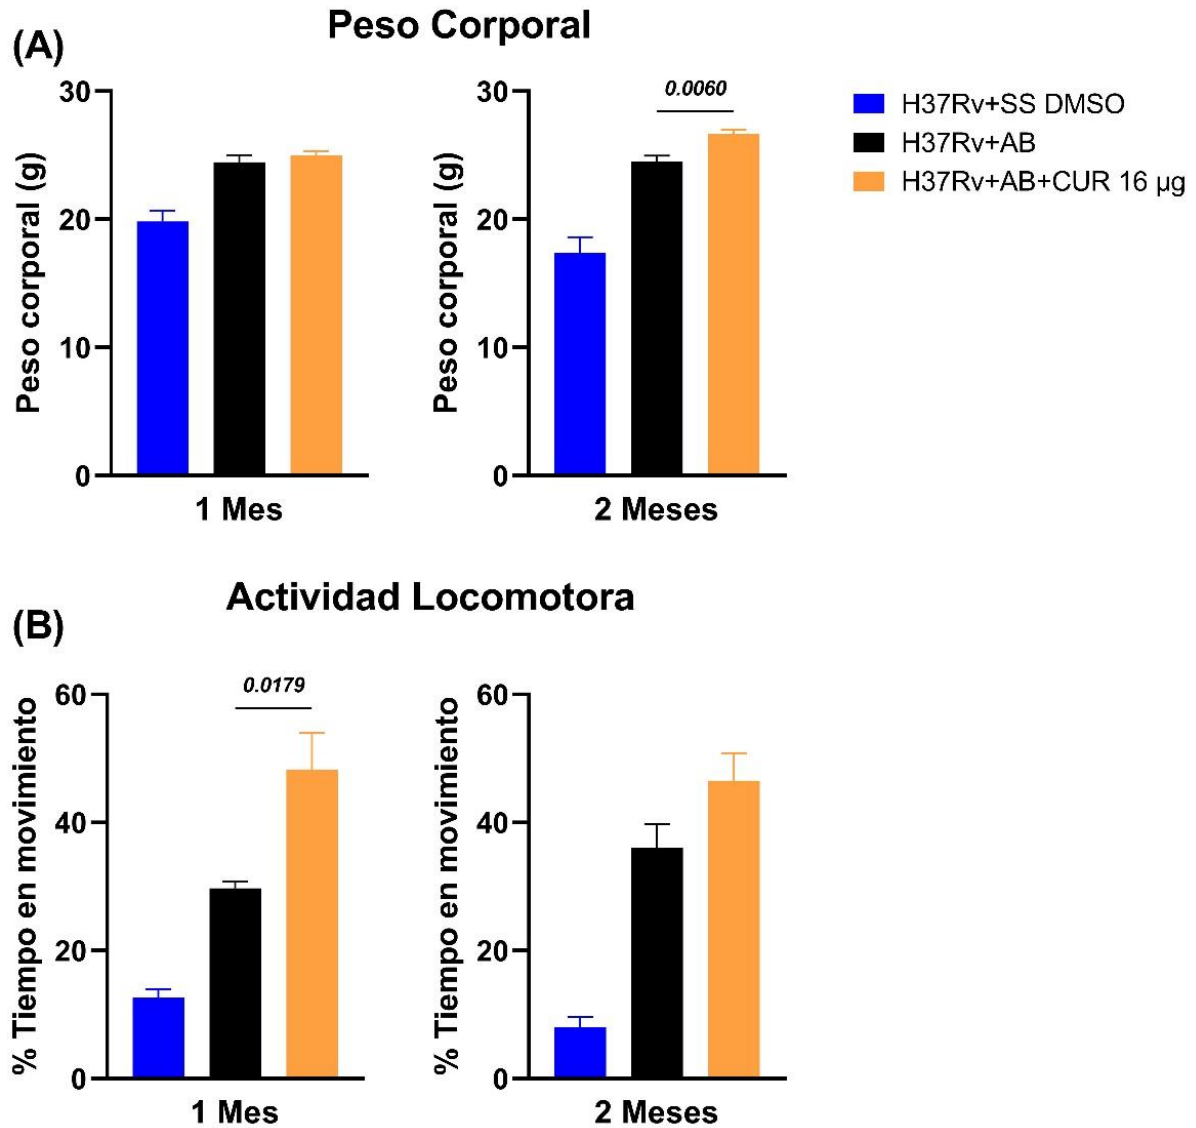 (A)
Peso Corporal
Peso corporal (g)
30
20
10
0
1 Mes
Peso corporal (g)
30
20
10
0
0.0060
2 Meses
H37Rv+SS DMSO
H37Rv+AB
H37Rv+AB+CUR 16 µg
(B)
Actividad Locomotora
% Tiempo en movimiento
60
40
20
0
0.0179
1 Mes
% Tiempo en movimiento
60
40
20
0
2 Meses